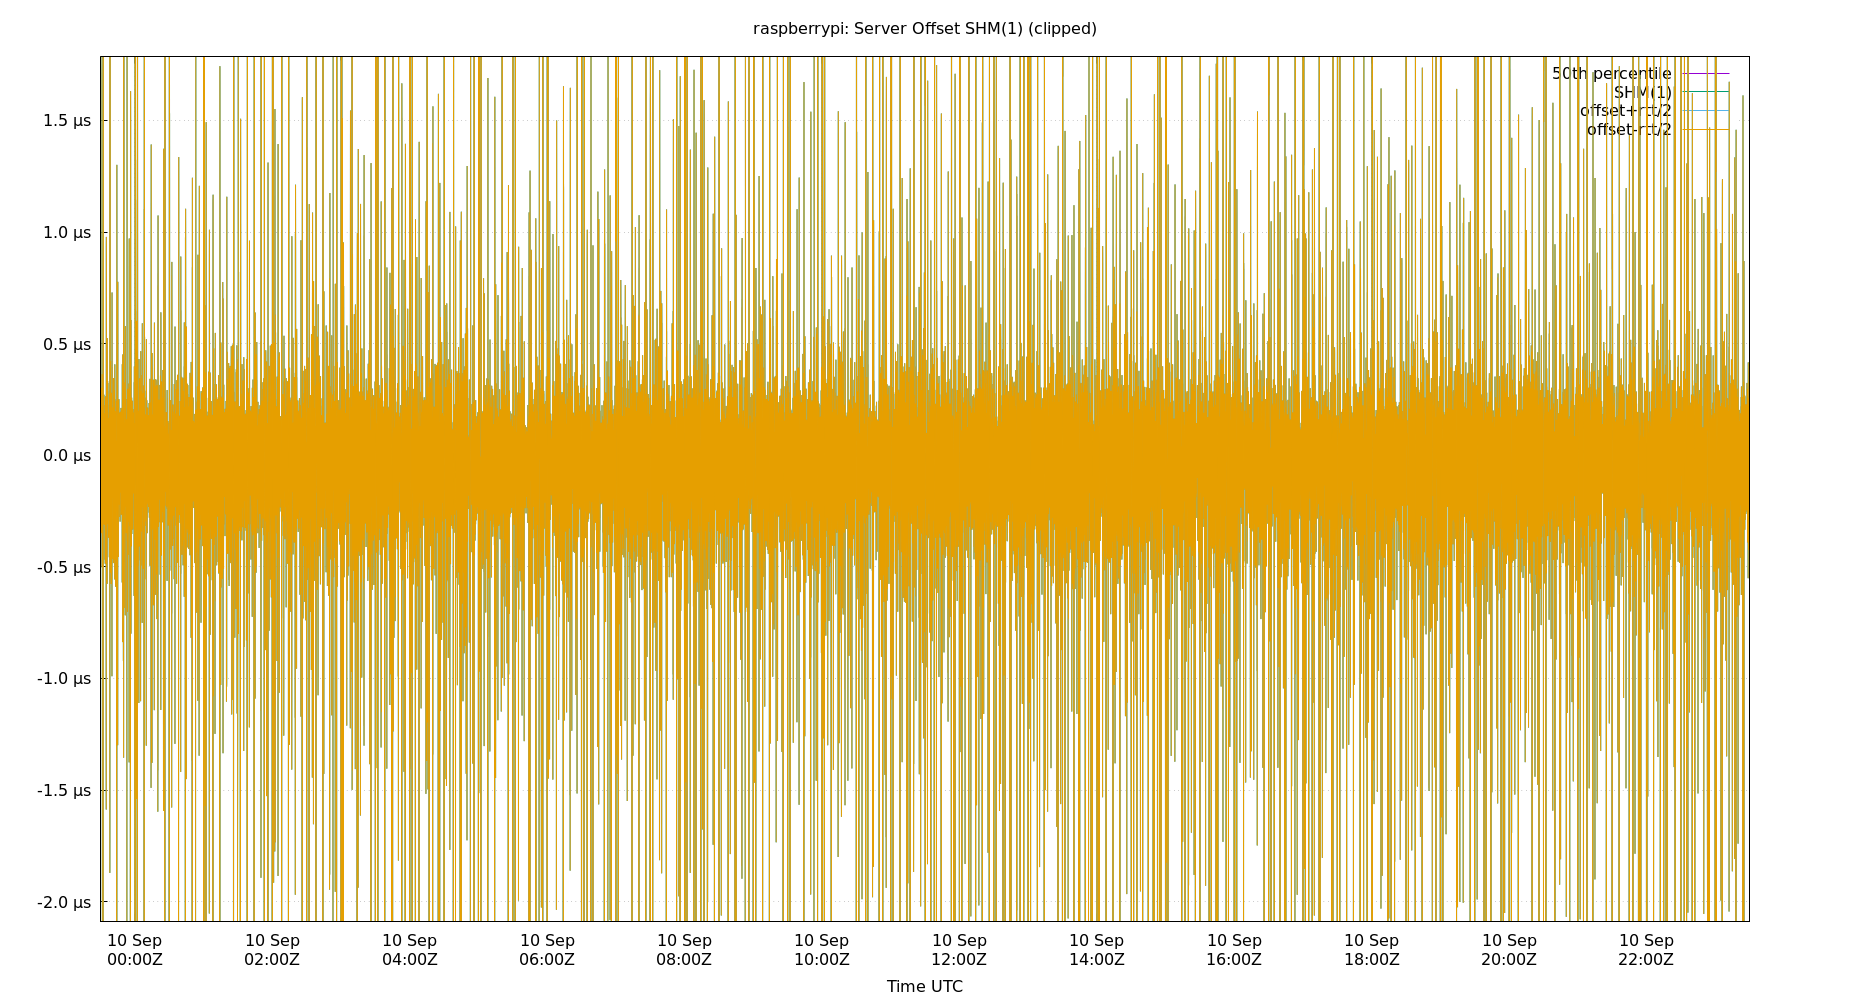 raspberrypi: Server Offset SHM(1) (clipped)
50th percentile
SHM(1)
offset+rtt/2
offset-rtt/2
1.5 µs
1.0 µs
0.5 µs
0.0 µs
-0.5 µs
-1.0 µs
-1.5 µs
-2.0 µs
10 Sep 10 Sep 10 Sep 10 Sep 10 Sep 10 Sep 10 Sep 10 Sep 10 Sep 10 Sep 10 Sep 10 Sep
00:00Z 02:00Z 04:00Z 06:00Z 08:00Z 10:00Z 12:00Z 14:00Z 16:00Z 18:00Z 20:00Z 22:00Z
Time UTC